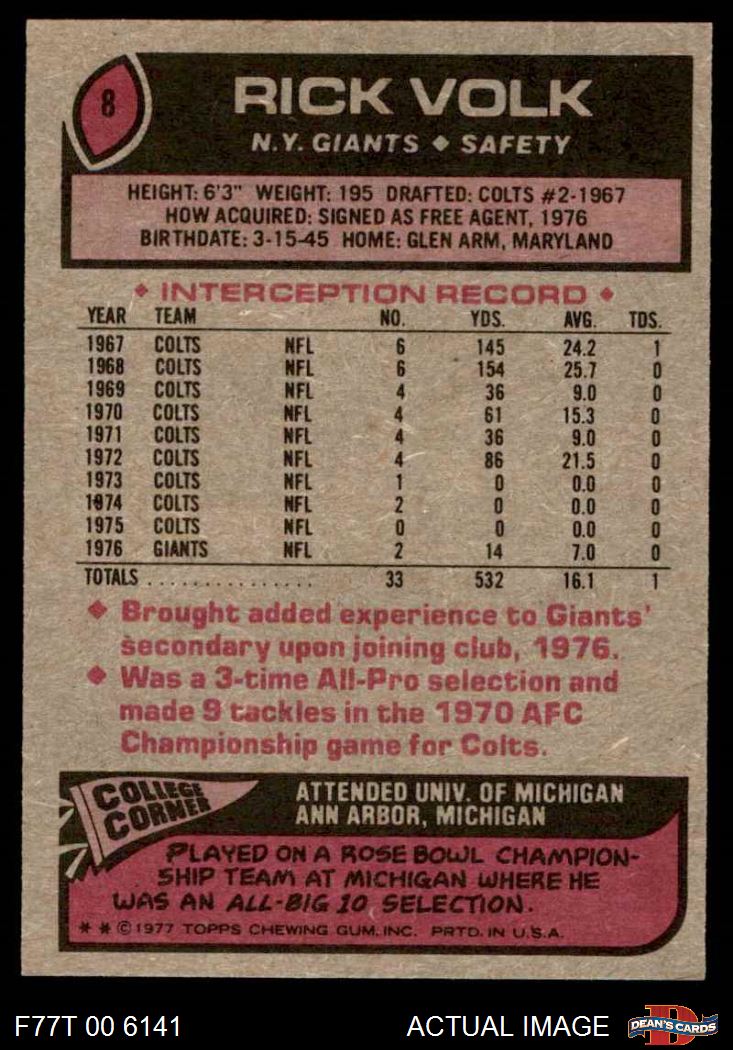 8
RICK VOLK
N.Y. GIANTS ◆ SAFETY
HEIGHT: 6'3" WEIGHT: 195 DRAFTED: COLTS #2-1967
HOW ACQUIRED: SIGNED AS FREE AGENT, 1976
BIRTHDATE: 3-15-45 HOME: GLEN ARM, MARYLAND
◆ INTERCEPTION RECORD ◆
YEAR TEAM NO. YDS. AVG. TDS.
1967 COLTS NFL 6 145 24.2 1
1968 COLTS NFL 6 154 25.7 0
1969 COLTS NFL 4 36 9.0 0
1970 COLTS NFL 4 61 15.3 0
1971 COLTS NFL 4 36 9.0 0
1972 COLTS NFL 4 86 21.5 0
1973 COLTS NFL 1 0 0.0 0
1974 COLTS NFL 2 0 0.0 0
1975 COLTS NFL 0 0 0.0 0
1976 GIANTS NFL 2 14 7.0 0
TOTALS ............... 33 532 16.1 1
◆ Brought added experience to Giants'
secondary upon joining club, 1976.
◆ Was a 3-time All-Pro selection and
made 9 tackles in the 1970 AFC
Championship game for Colts.
COLLEGE
CORNER
ATTENDED UNIV. OF MICHIGAN
ANN ARBOR, MICHIGAN
PLAYED ON A ROSE BOWL CHAMPION-
SHIP TEAM AT MICHIGAN WHERE HE
WAS AN ALL-BIG 10 SELECTION.
* * © 1977 TOPPS CHEWING GUM, INC. PRTD. IN U.S.A.
F77T 00 6141 ACTUAL IMAGE
D
DEAN'S CARDS